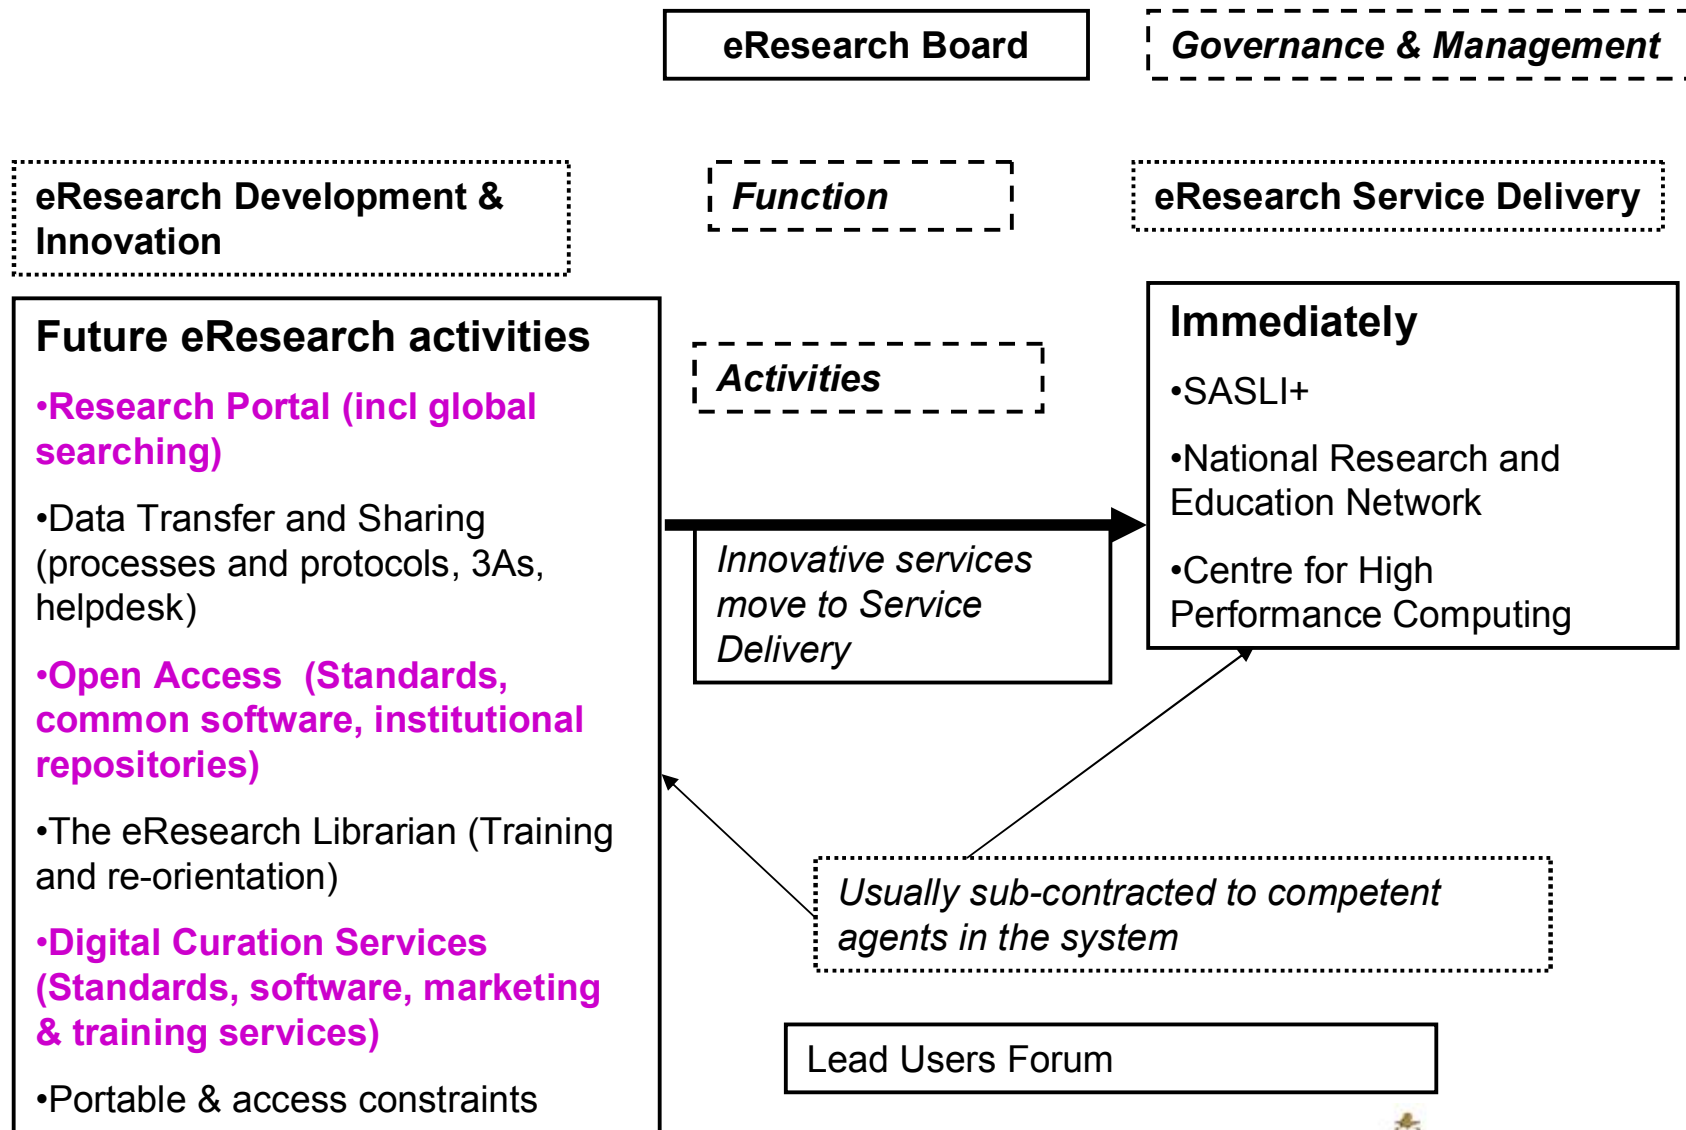 eResearch Board
Governance & Management
eResearch Development &
Innovation
Function
eResearch Service Delivery
Future eResearch activities
•Research Portal (incl global
searching)
•Data Transfer and Sharing
(processes and protocols, 3As,
helpdesk)
•Open Access  (Standards,
common software, institutional
repositories)
•The eResearch Librarian (Training
and re-orientation)
•Digital Curation Services
(Standards, software, marketing
& training services)
•Portable & access constraints
Activities
Innovative services
move to Service
Delivery
Immediately
•SASLI+
•National Research and
Education Network
•Centre for High
Performance Computing
Usually sub-contracted to competent
agents in the system
Lead Users Forum